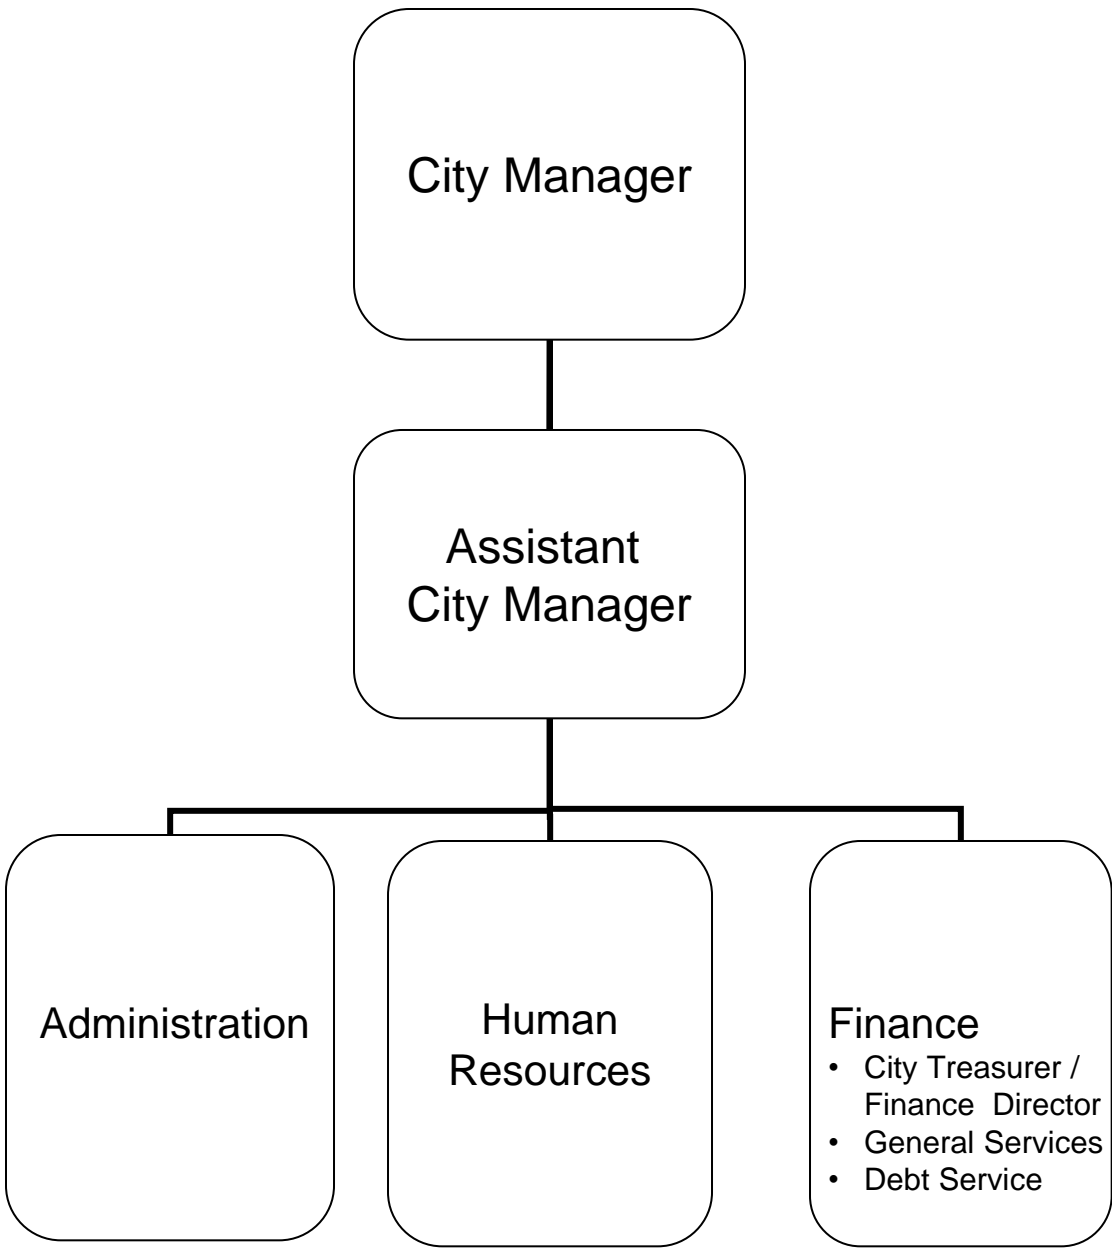 City Manager
Assistant
City Manager
Administration
Human
Resources
Finance
• City Treasurer /
Finance Director
• General Services
• Debt Service